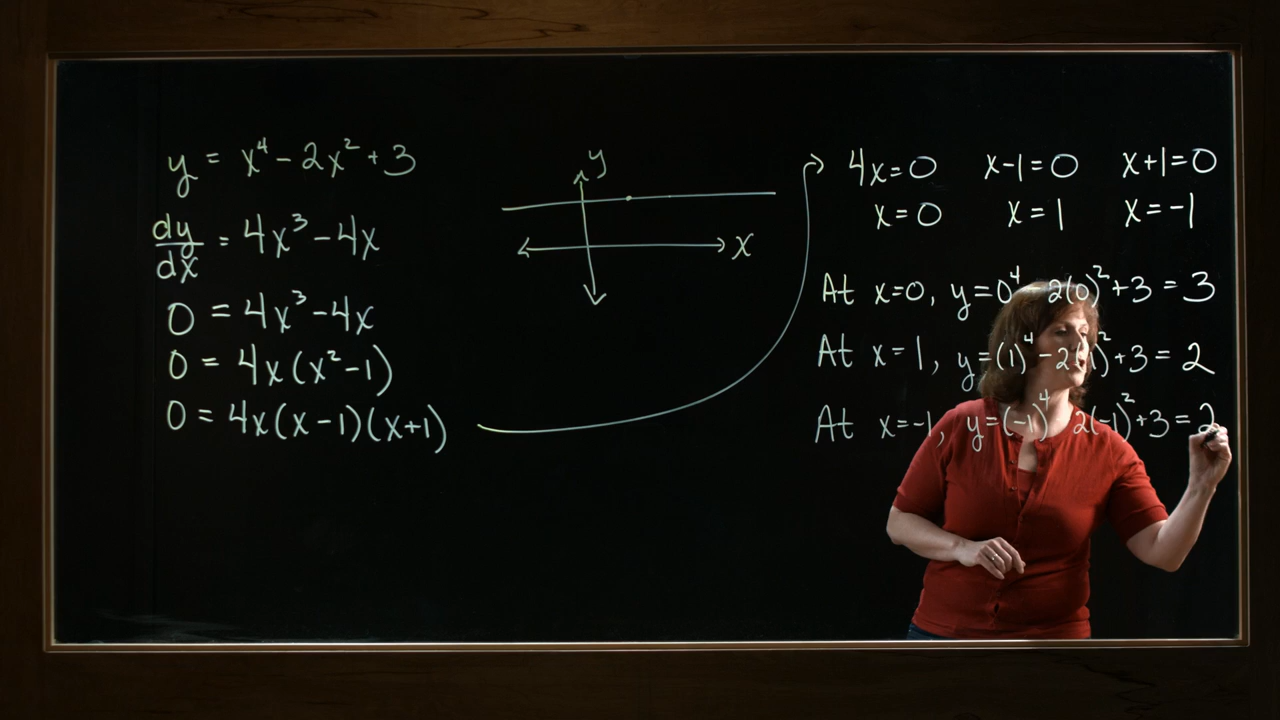 y = x⁴ - 2x² + 3
dy/dx = 4x³ - 4x
0 = 4x³ - 4x
0 = 4x(x² - 1)
0 = 4x(x - 1)(x + 1)
y
x
4x = 0 x - 1 = 0 x + 1 = 0
x = 0 x = 1 x = -1
At x=0, y = 0⁴ - 2(0)² + 3 = 3
At x = 1, y = (1)⁴ - 2(1)² + 3 = 2
At x = -1, y = (-1)⁴ 2(-1)² + 3 = 2